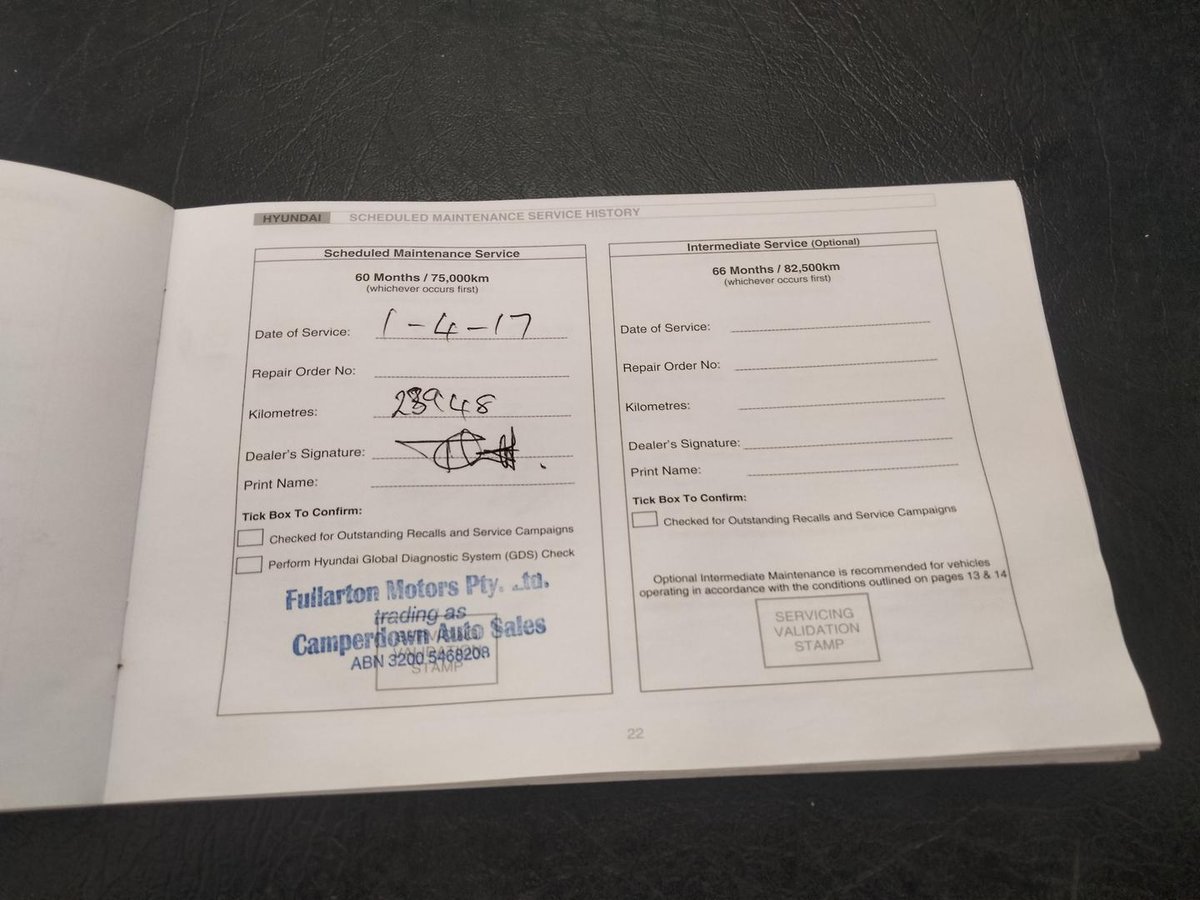 HYUNDAI SCHEDULED MAINTENANCE SERVICE HISTORY
Scheduled Maintenance Service
60 Months / 75,000km
(whichever occurs first)
Date of Service: 1-4-17
Repair Order No:
Kilometres: 28948
Dealer's Signature:
Print Name:
Tick Box To Confirm:
Checked for Outstanding Recalls and Service Campaigns
Perform Hyundai Global Diagnostic System (GDS) Check
Fullarton Motors Pty. Ltd.
trading as
Camperdown Auto Sales
ABN 3200 5468208
VALIDATION
STAMP
Intermediate Service (Optional)
66 Months / 82,500km
(whichever occurs first)
Date of Service:
Repair Order No:
Kilometres:
Dealer's Signature:
Print Name:
Tick Box To Confirm:
Checked for Outstanding Recalls and Service Campaigns
Optional Intermediate Maintenance is recommended for vehicles
operating in accordance with the conditions outlined on pages 13 & 14
SERVICING
VALIDATION
STAMP
22